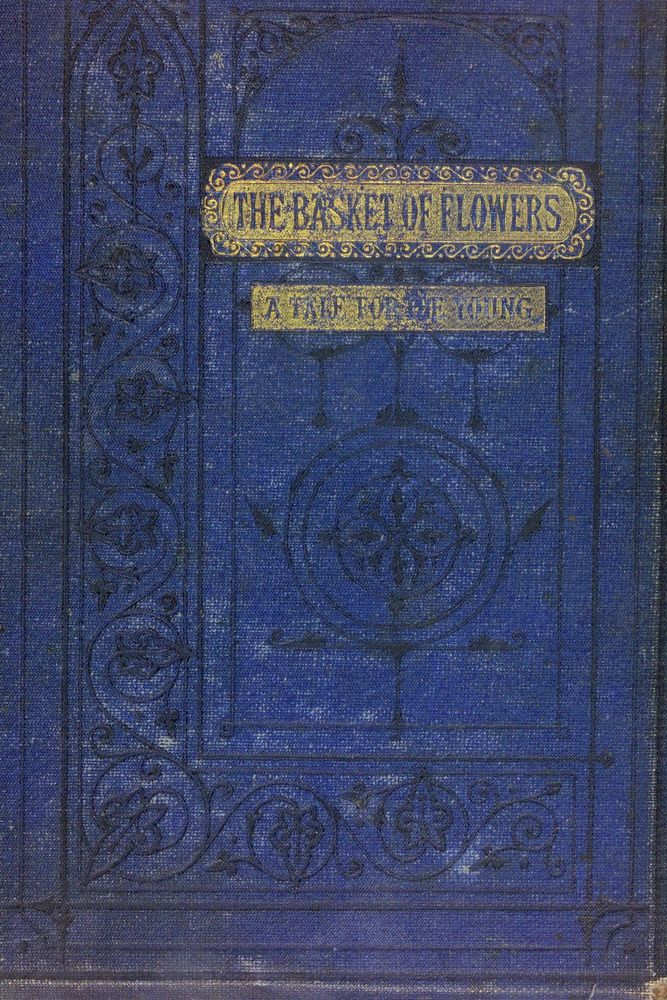 THE BASKET OF FLOWERS
A TALE FOR THE YOUNG